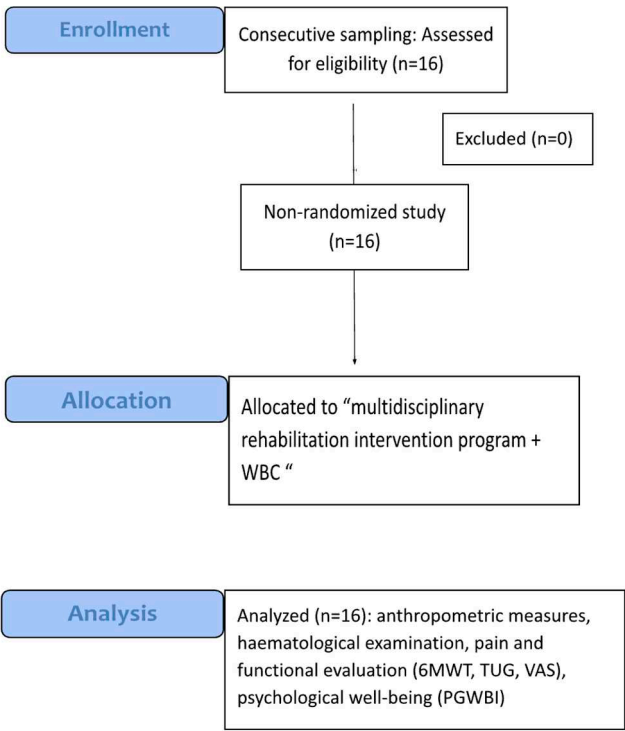 Enrollment
Consecutive sampling: Assessed
for eligibility (n=16)
Excluded (n=0)
Non-randomized study
(n=16)
Allocation
Allocated to “multidisciplinary
rehabilitation intervention program +
WBC “
Analysis
Analyzed (n=16): anthropometric measures,
haematological examination, pain and
functional evaluation (6MWT, TUG, VAS),
psychological well-being (PGWBI)